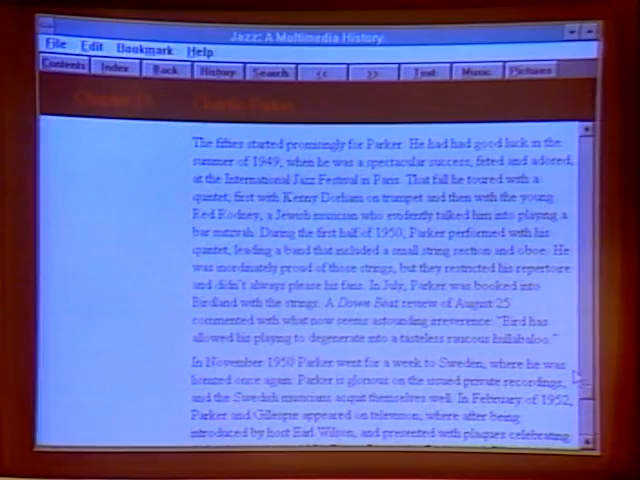 Jazz: A Multimedia History
File Edit Bookmark Help
Contents Index Back History Search << >> Text Music Pictures
Chapter Charlie Parker
The fifties started promisingly for Parker. He had had good luck in the
summer of 1949, when he was a spectacular success, feted and adored,
at the International Jazz Festival in Paris. That fall he toured with a
quintet, first with Kenny Dorham on trumpet and then with the young
Red Rodney, a Jewish musician who evidently talked him into playing a
bar mitzvah. During the first half of 1950, Parker performed with his
quintet, leading a band that included a small string section and oboe. He
was inordinately proud of those strings, but they restricted his repertoire
and didn't always please his fans. In July, Parker was booked into
Birdland with the strings. A Down Beat review of August 25
commented with what now seems astounding irreverence: "Bird has
allowed his playing to degenerate into a tasteless raucous hullabaloo."
In November 1950 Parker went for a week to Sweden, where he was
lionized once again. Parker is glorious on the issued private recordings,
and the Swedish musicians acquit themselves well. In February of 1952,
Parker and Gillespie appeared on television, where after being
introduced by host Earl Wilson, and presented with plaques celebrating